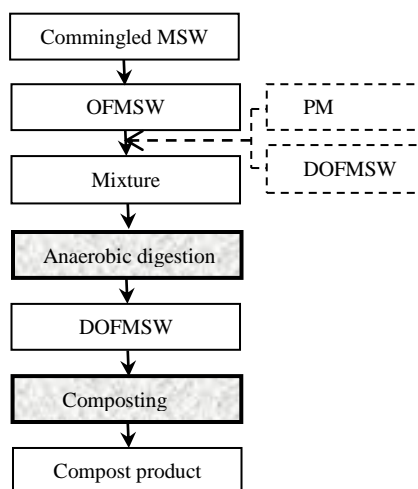 Commingled MSW
OFMSW
PM
DOFMSW
Mixture
Anaerobic digestion
DOFMSW
Composting
Compost product